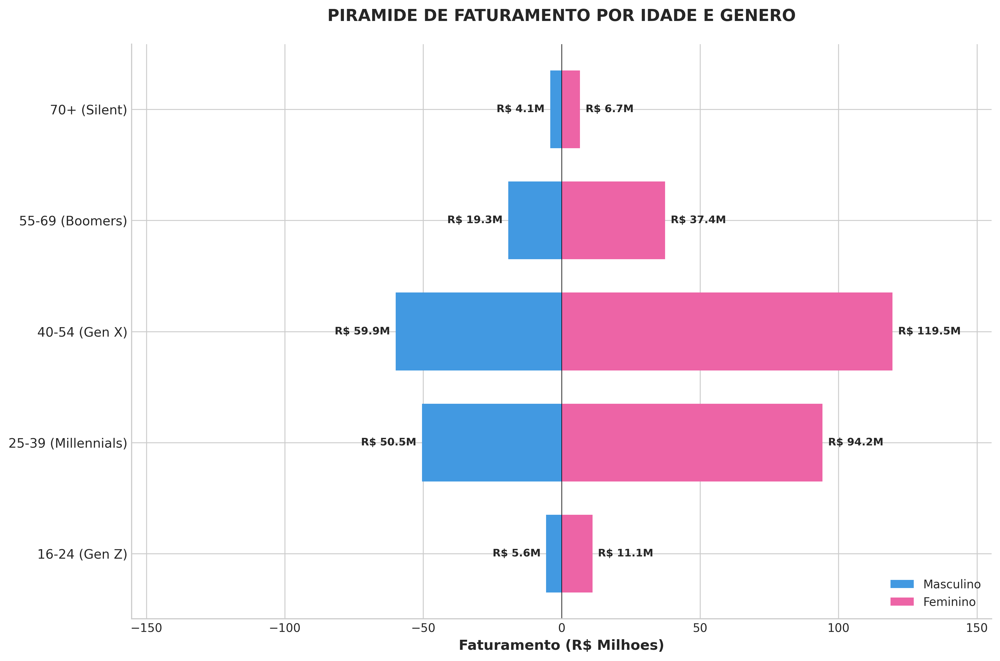 PIRAMIDE DE FATURAMENTO POR IDADE E GENERO
70+ (Silent)
R$ 4.1M
R$ 6.7M
55-69 (Boomers)
R$ 19.3M
R$ 37.4M
40-54 (Gen X)
R$ 59.9M
R$ 119.5M
25-39 (Millennials)
R$ 50.5M
R$ 94.2M
16-24 (Gen Z)
R$ 5.6M
R$ 11.1M
Masculino
Feminino
−150
−100
−50
0
50
100
150
Faturamento (R$ Milhoes)